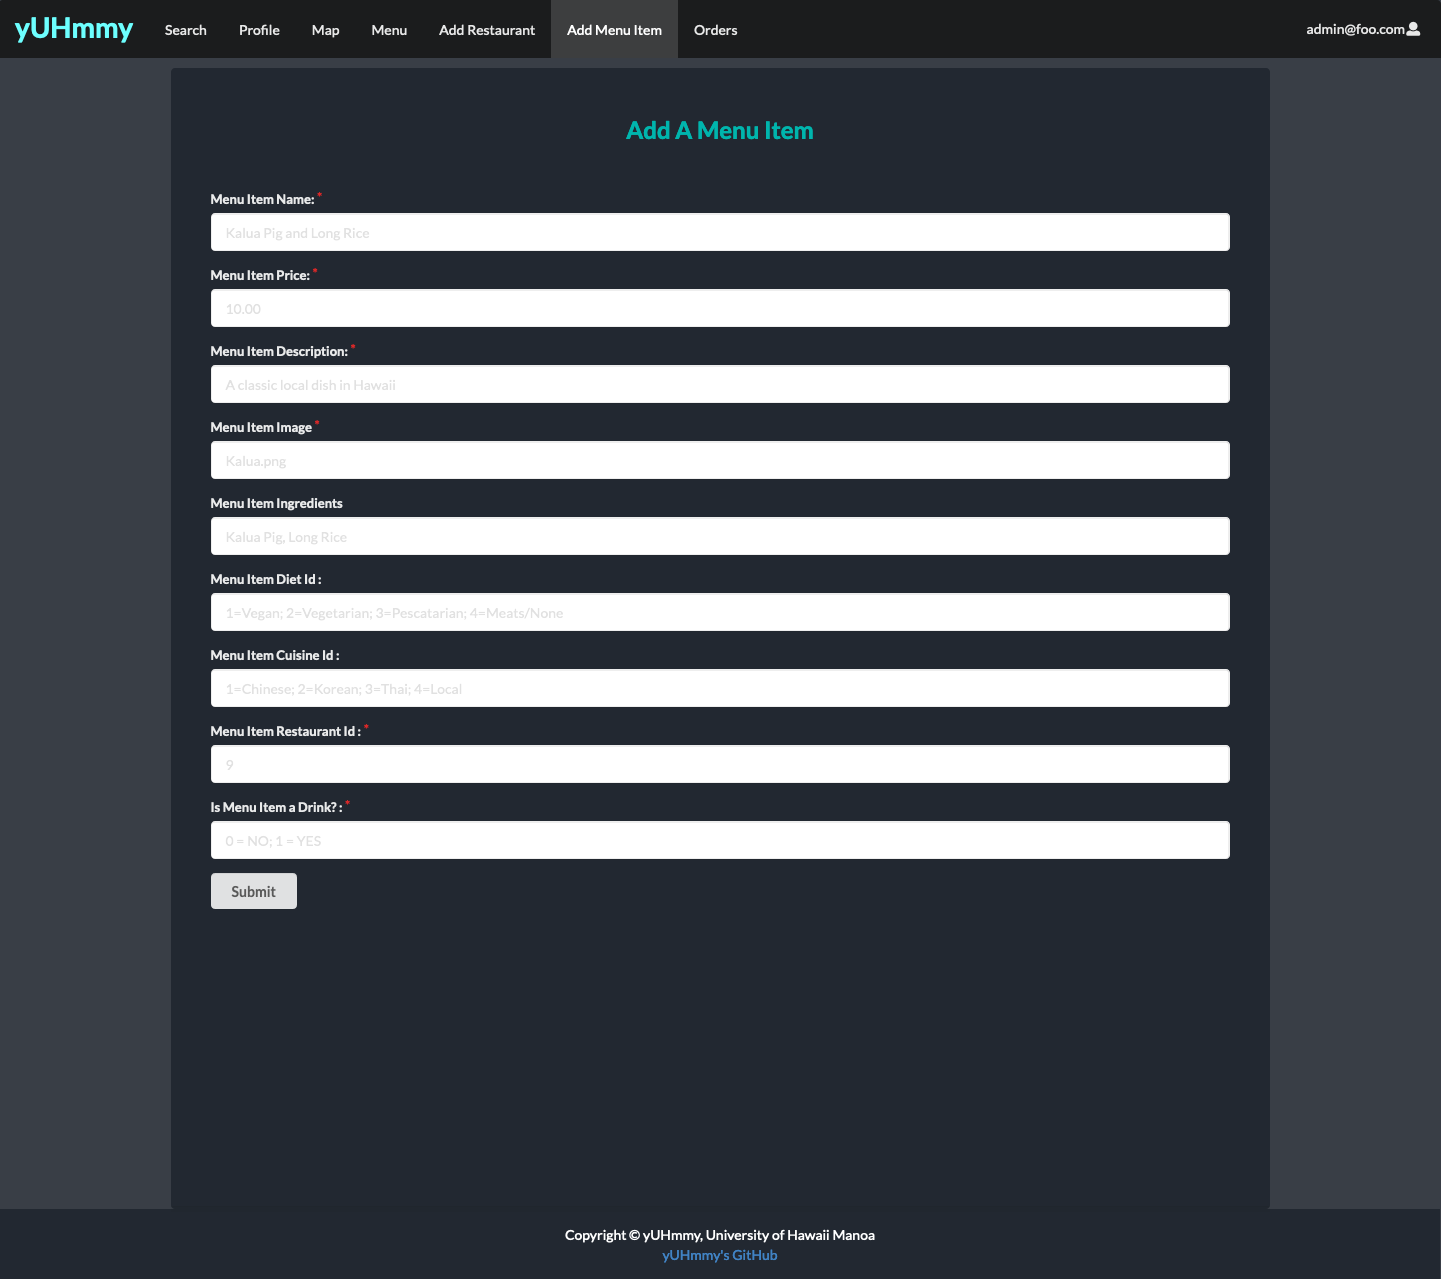 yUHmmy Search Profile Map Menu Add Restaurant Add Menu Item Orders admin@foo.com
Add A Menu Item
Menu Item Name: *
Kalua Pig and Long Rice
Menu Item Price: *
10.00
Menu Item Description: *
A classic local dish in Hawaii
Menu Item Image *
Kalua.png
Menu Item Ingredients
Kalua Pig, Long Rice
Menu Item Diet Id :
1=Vegan; 2=Vegetarian; 3=Pescatarian; 4=Meats/None
Menu Item Cuisine Id :
1=Chinese; 2=Korean; 3=Thai; 4=Local
Menu Item Restaurant Id : *
9
Is Menu Item a Drink? : *
0 = NO; 1 = YES
Submit
Copyright © yUHmmy, University of Hawaii Manoa
yUHmmy's GitHub